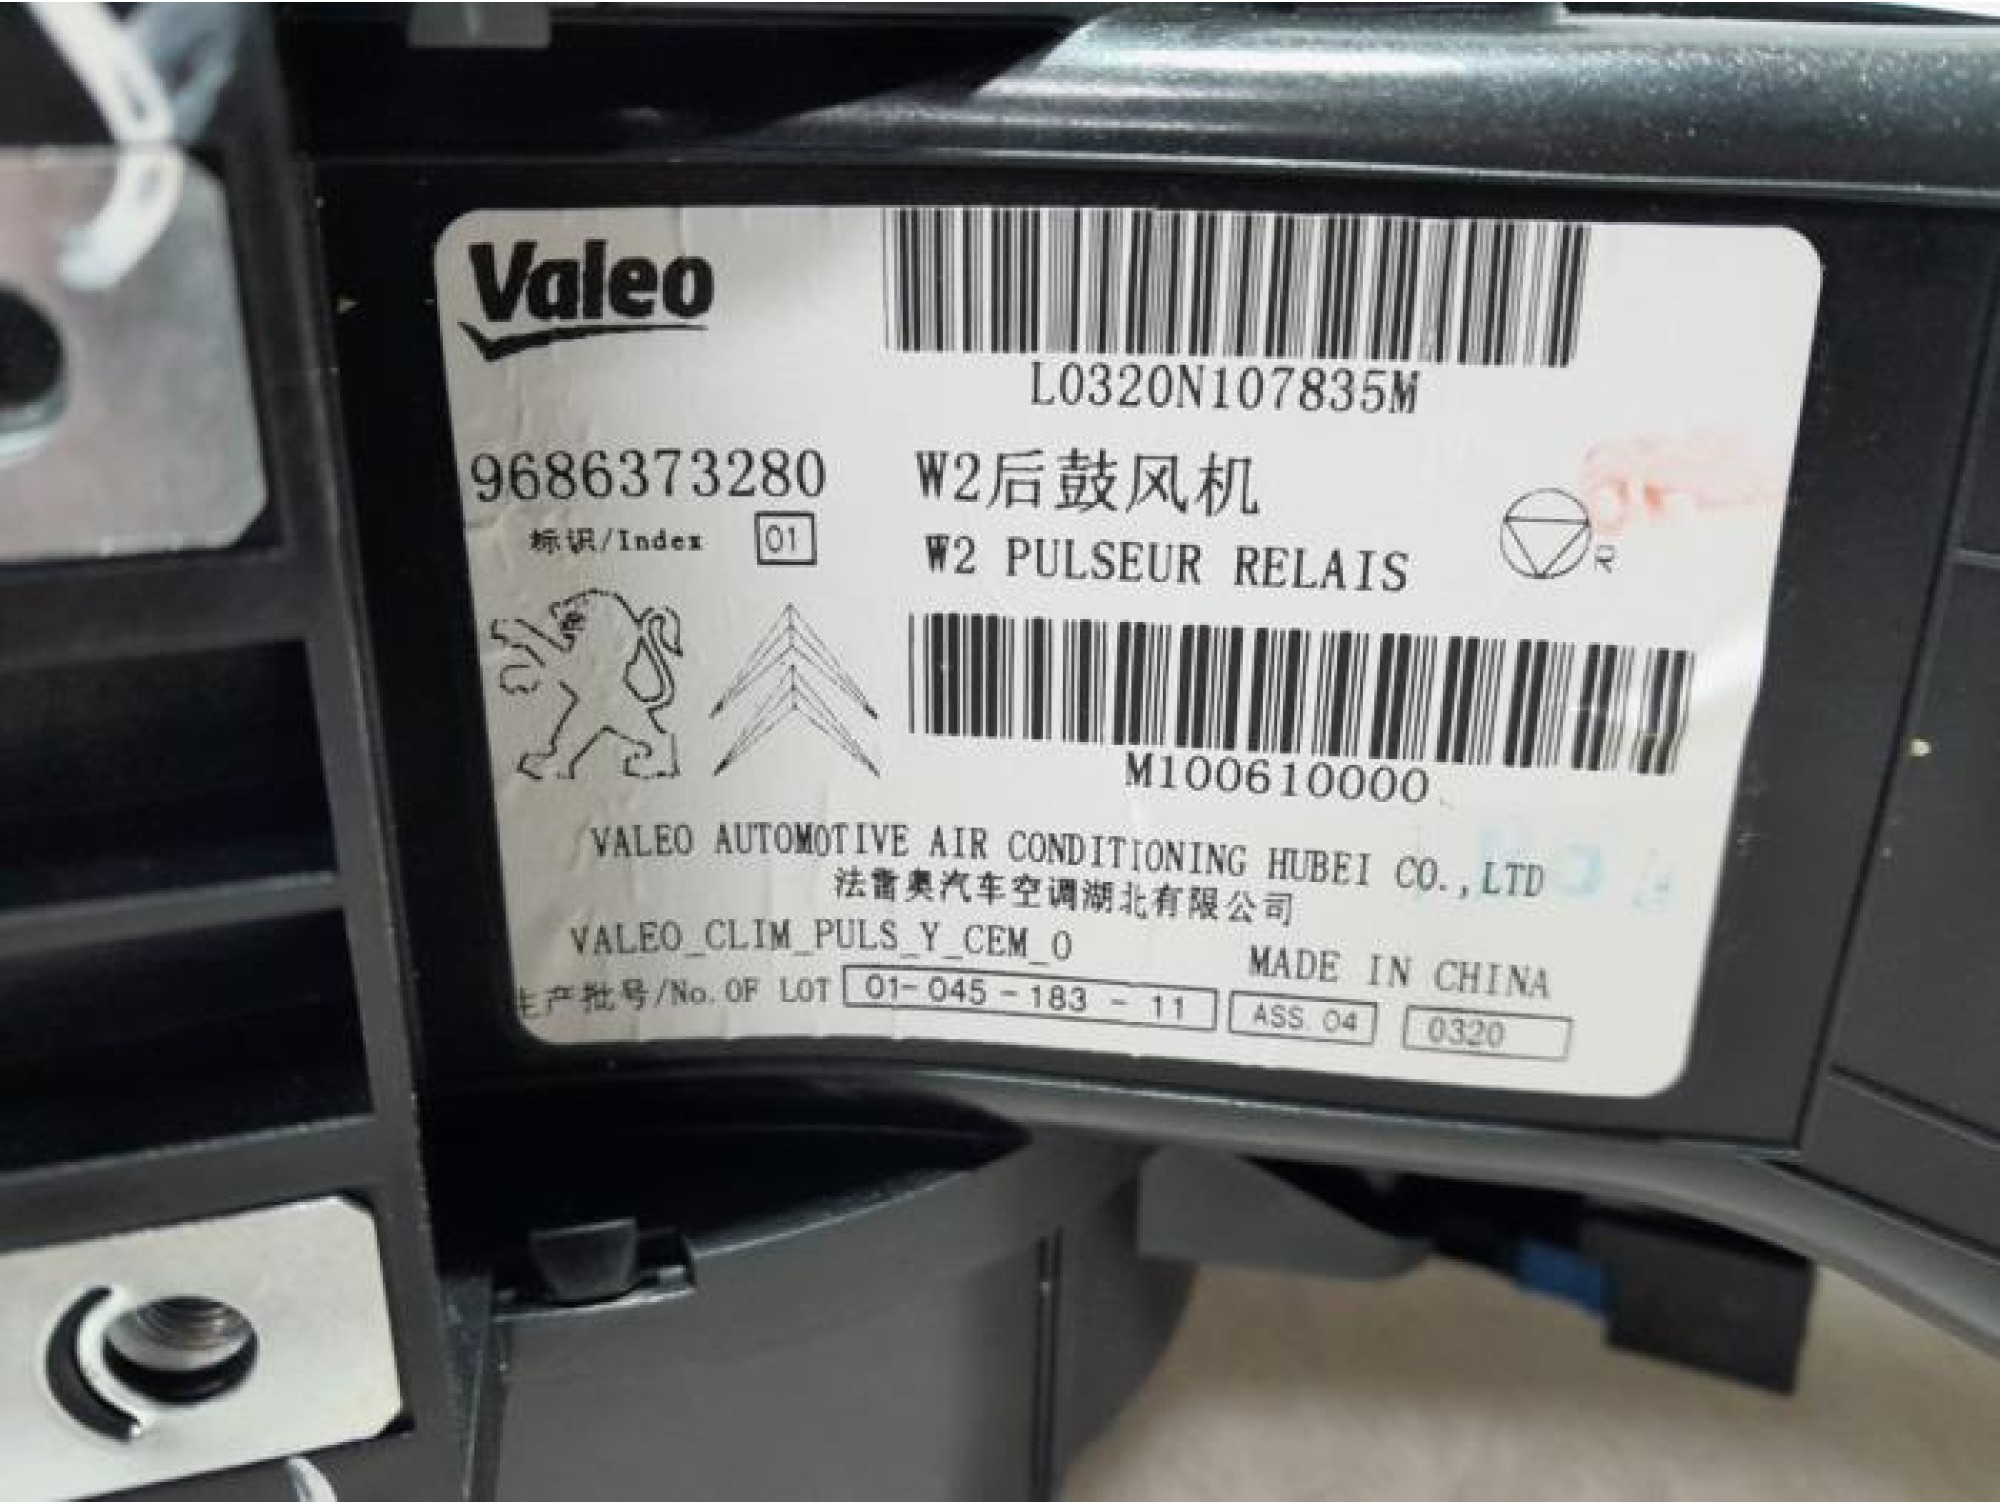 Valeo
L0320N107835M
9686373280
W2后鼓风机
标识/Index 01
W2 PULSEUR RELAIS
R
M100610000
VALEO AUTOMOTIVE AIR CONDITIONING HUBEI CO.,LTD
法雷奥汽车空调湖北有限公司
VALEO_CLIM_PULS_Y_CEM_O
MADE IN CHINA
生产批号/No. OF LOT 01-045-183-11 ASS. 04 0320